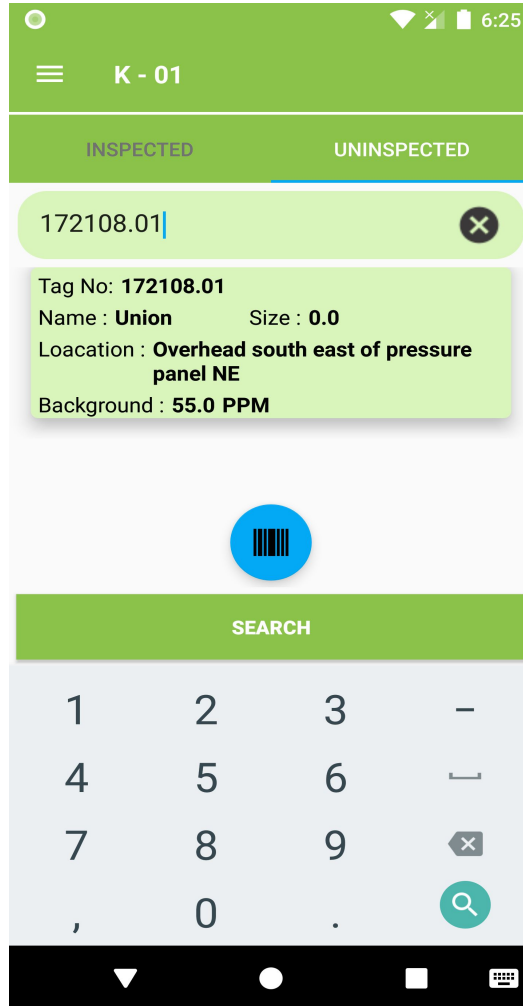 6:25
K - 01
INSPECTED UNINSPECTED
172108.01
Tag No: 172108.01
Name : Union Size : 0.0
Loacation : Overhead south east of pressure
panel NE
Background : 55.0 PPM
SEARCH
1 2 3 -
4 5 6
7 8 9
, 0 .